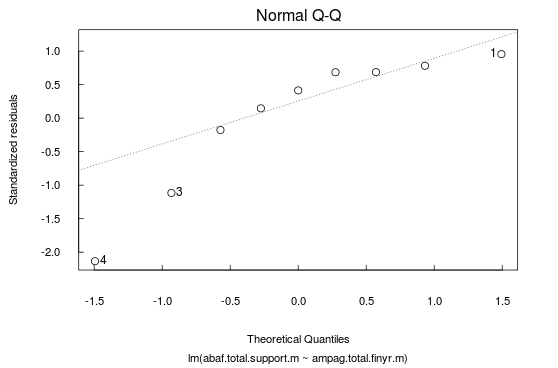 Normal Q-Q
Standardized residuals
1.0
0.5
0.0
-0.5
-1.0
-1.5
-2.0
1
3
4
-1.5 -1.0 -0.5 0.0 0.5 1.0 1.5
Theoretical Quantiles
lm(abaf.total.support.m ~ ampag.total.finyr.m)